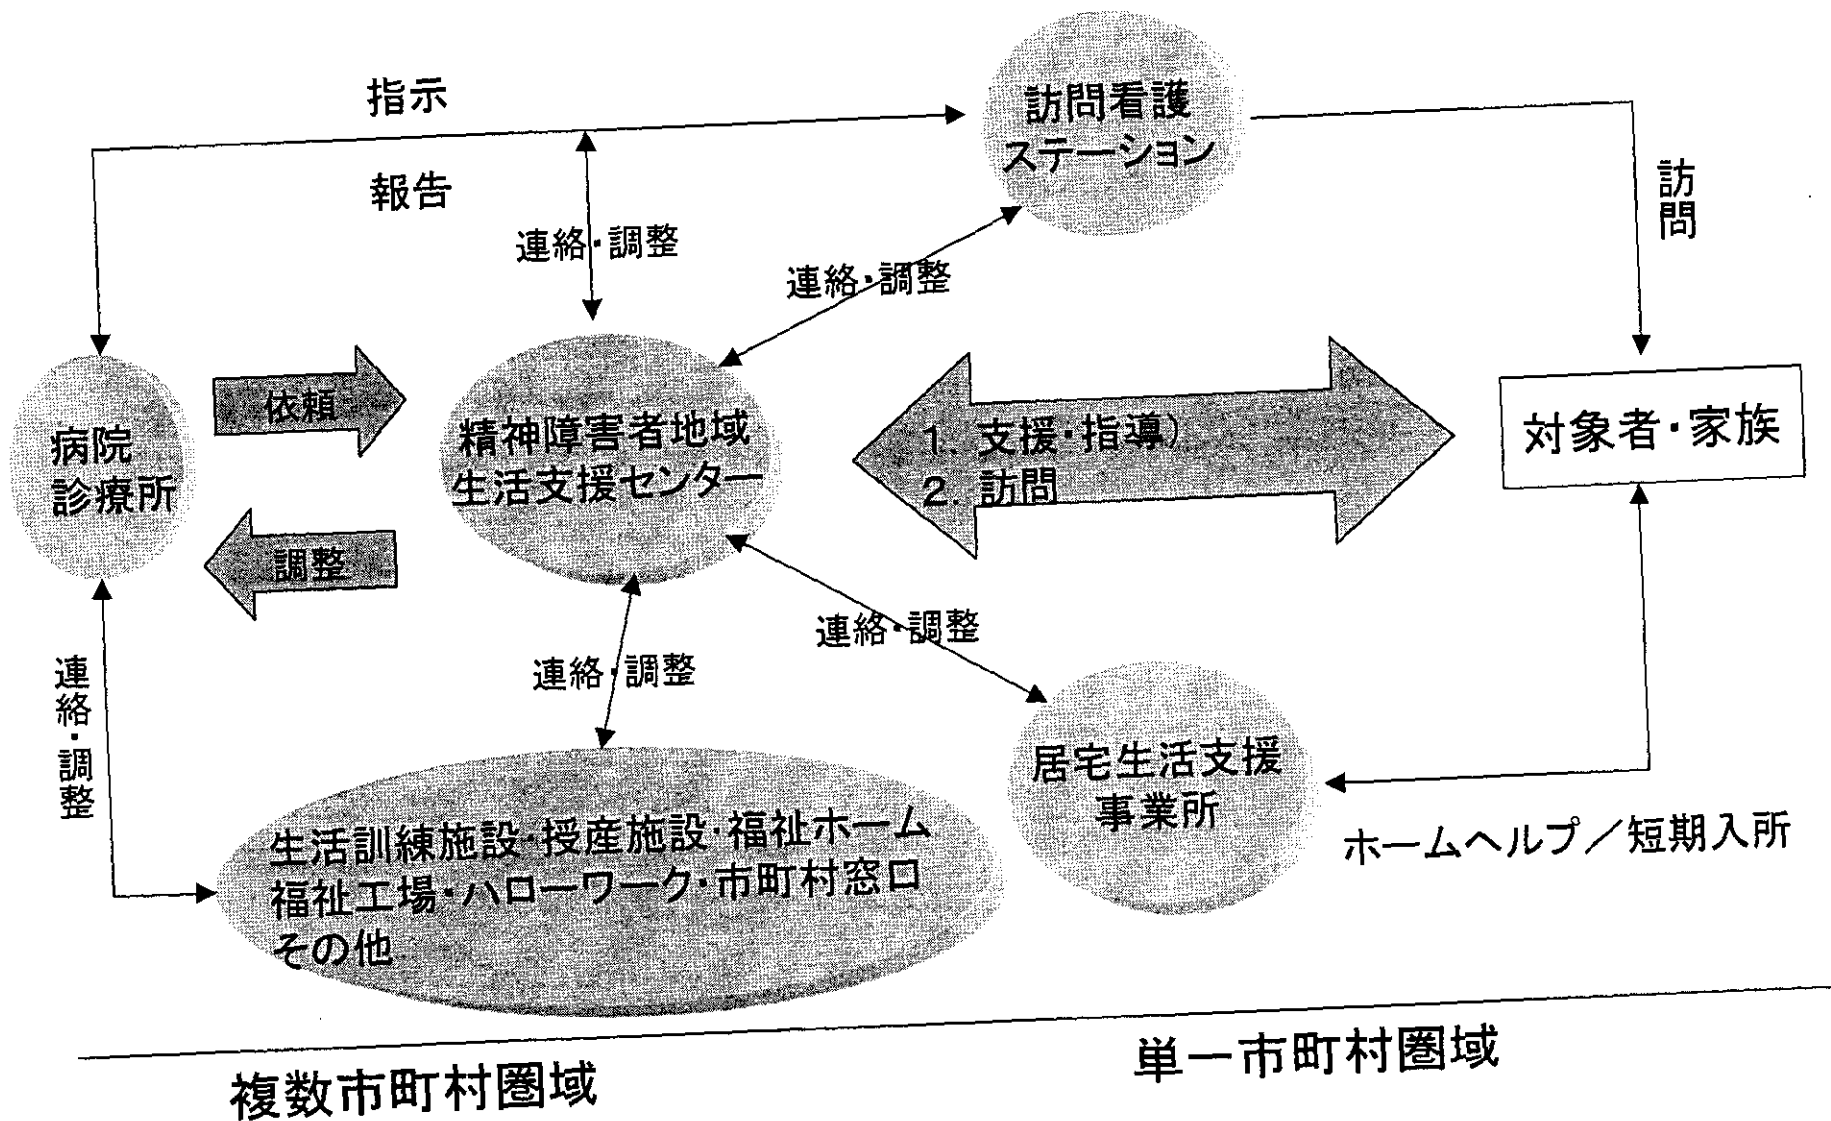 指示
報告
訪問看護
ステーション
訪問
連絡・調整
連絡・調整
依頼
病院
診療所
精神障害者地域
生活支援センター
1. 支援・指導）
2. 訪問
対象者・家族
調整
連絡・調整
連絡・調整
連絡・調整
居宅生活支援
事業所
ホームヘルプ／短期入所
生活訓練施設・授産施設・福祉ホーム
福祉工場・ハローワーク・市町村窓口
その他
複数市町村圏域
単一市町村圏域